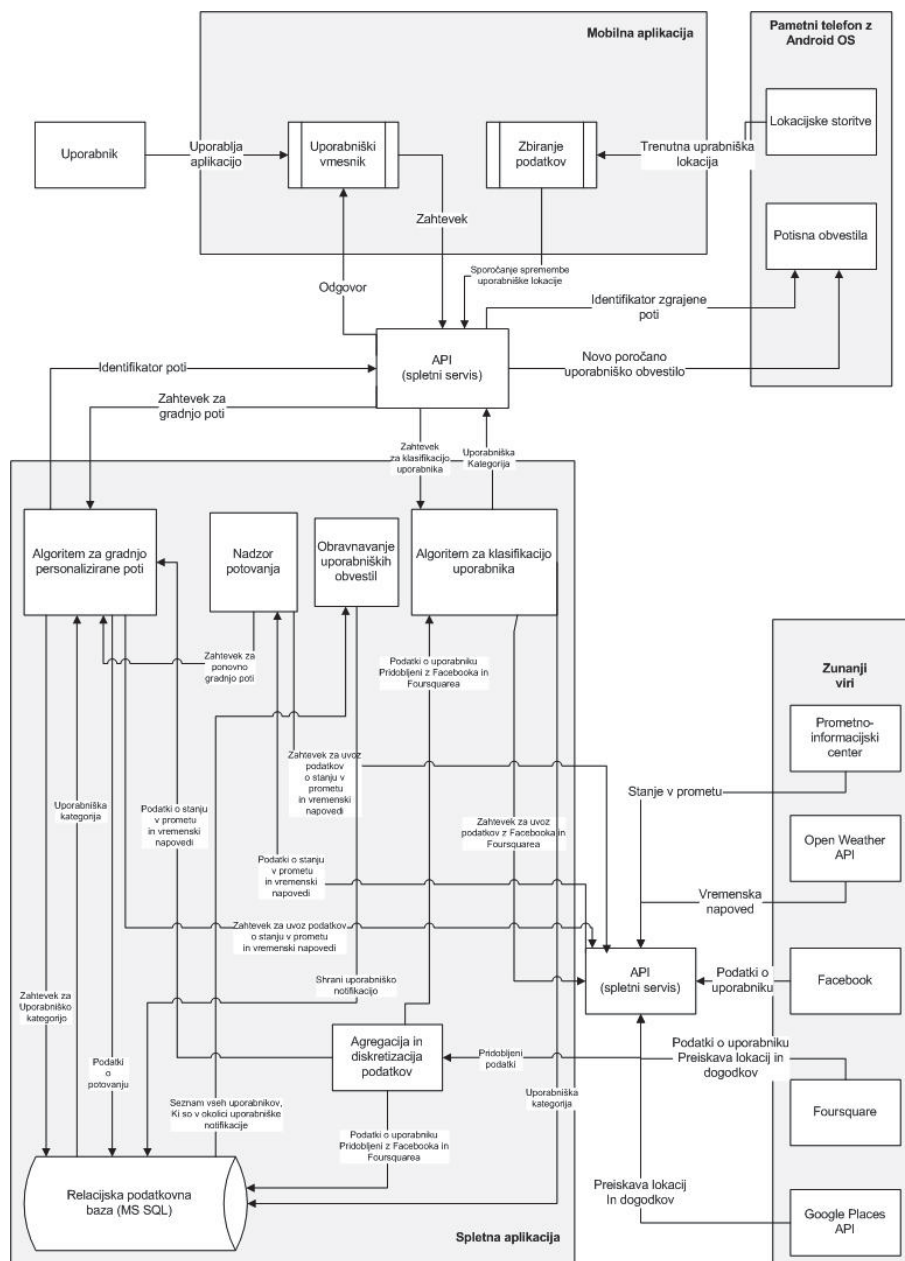 Mobilna aplikacija
Pametni telefon z
Android OS
Uporabnik
Uporablja
aplikacijo
Uporabniški
vmesnik
Zbiranje
podatkov
Trenutna uprabniška
lokacija
Lokacijske storitve
Zahtevek
Potisna obvestila
Sporočanje spremembe
uporabniške lokacije
Odgovor
Identifikator zgrajene
poti
API
(spletni servis)
Identifikator poti
Novo poročano
uporabniško obvestilo
Zahtevek za
gradnjo poti
Zahtevek
za klasifikacijo
uporabnika
Uporabniška
Kategorija
Algoritem za gradnjo
personalizirane poti
Nadzor
potovanja
Obravnavanje
uporabniških
obvestil
Algoritem za klasifikacijo
uporabnika
Zahtevek za
ponovno
gradnjo poti
Podatki o uporabniku
Pridobljeni z Facebooka in
Foursquarea
Zunanji
viri
Prometno-
informacijski
center
Zahtevek za uvoz
podatkov
o stanju v
prometu
in vremenski
napovedi
Stanje v prometu
Uporabniška
kategorija
Podatki o stanju
v prometu
in vremenski
napovedi
Zahtevek za uvoz
podatkov z Facebooka in
Foursquarea
Open Weather
API
Podatki o stanju
v prometu
in vremenski
napovedi
Vremenska
napoved
Zahtevek za uvoz podatkov
o stanju v prometu
in vremenski napovedi
API
(spletni servis)
Podatki o
uporabniku
Facebook
Shrani uporabniško
notifikacijo
Zahtevek za
Uporabniško
kategorijo
Agregacija in
diskretizacija
podatkov
Pridobljeni
podatki
Podatki o uporabniku
Preiskava lokacij in
dogodkov
Podatki
o
potovanju
Seznam vseh uporabnikov,
Ki so v okolici uporabniške
notifikacije
Uporabniška
kategorija
Foursquare
Podatki o uporabniku
Pridobljeni z Facebooka in
Foursquarea
Relacijska podatkovna
baza (MS SQL)
Preiskava lokacij
In dogodkov
Google Places
API
Spletna aplikacija